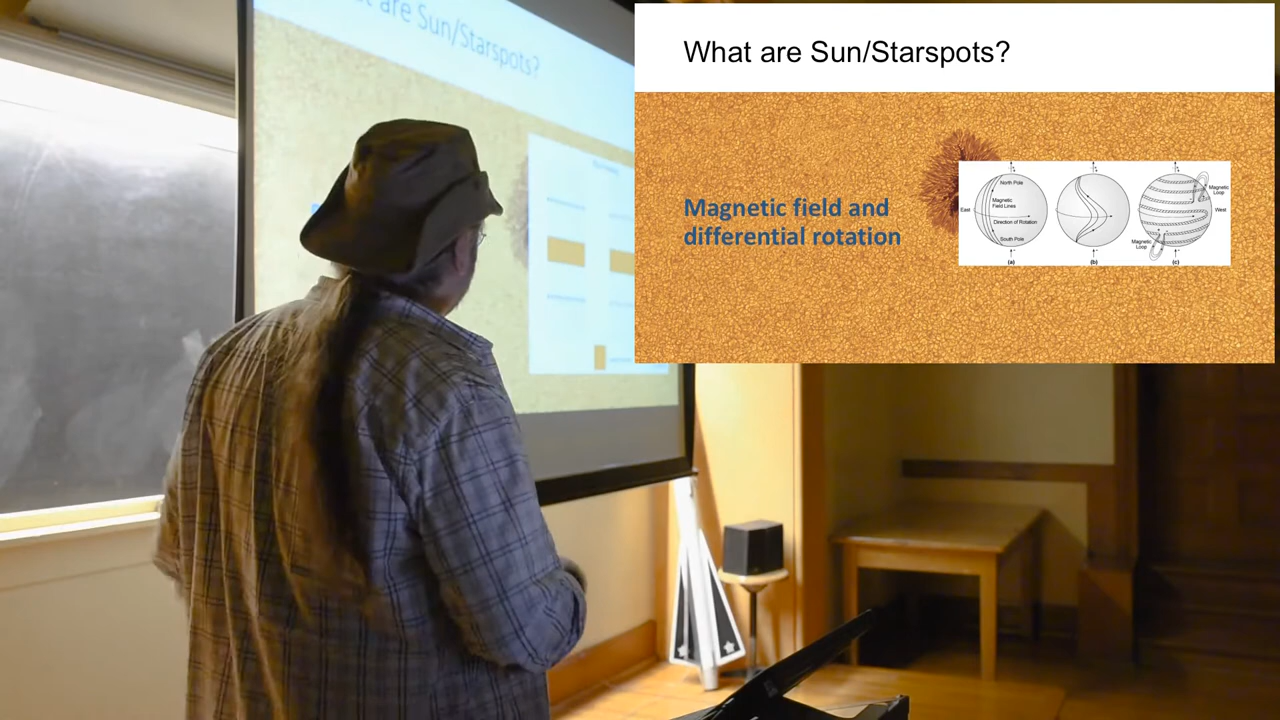 are Sun/Starspots?
What are Sun/Starspots?
Magnetic field and
differential rotation
North Pole
East
Magnetic
Field Lines
Direction of Rotation
South Pole
(a)
(b)
Magnetic
Loop
West
Magnetic
Loop
(c)